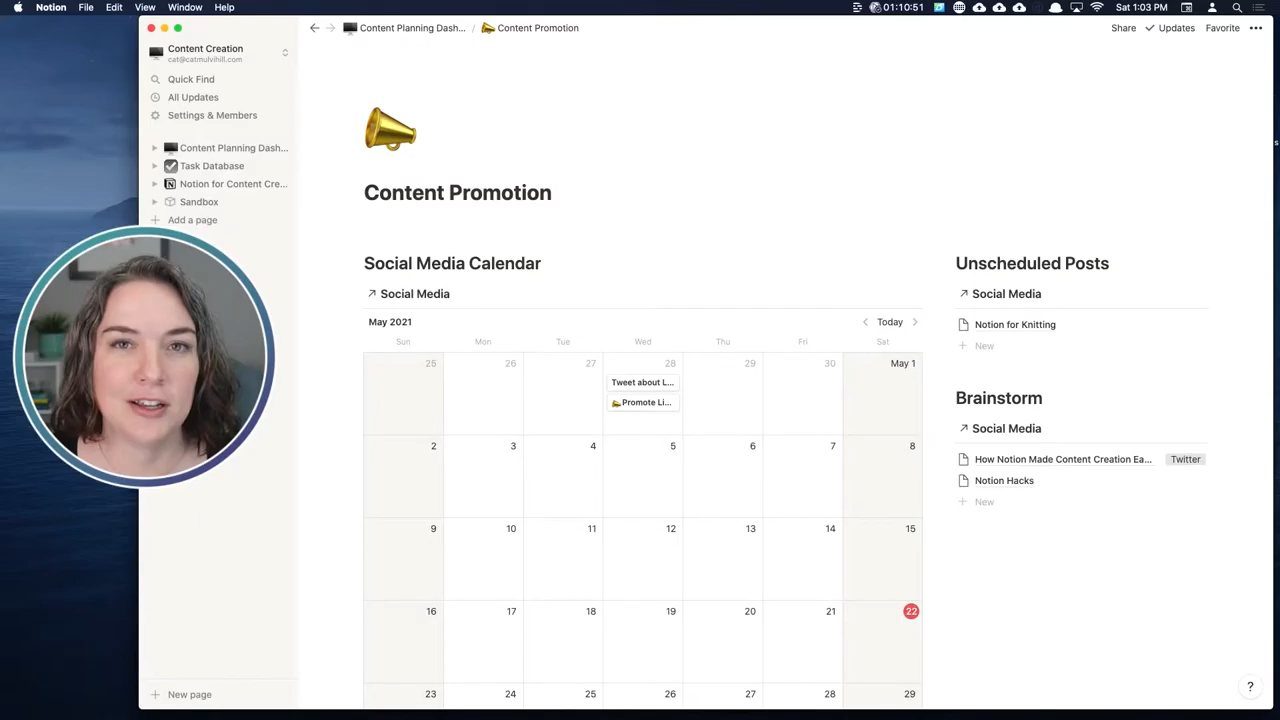 Notion File Edit View Window Help
01:10:51
Sat 1:03 PM
Content Planning Dash... / Content Promotion
Share Updates Favorite
Content Creation
cat@catmulvihill.com
Quick Find
All Updates
Settings & Members
Content Planning Dash...
Task Database
Notion for Content Cre...
Sandbox
Add a page
New page
Content Promotion
Social Media Calendar
Social Media
May 2021
Today
Sun Mon Tue Wed Thu Fri Sat
25 26 27 28 29 30 May 1
Tweet about L...
Promote Li...
2 3 4 5 6 7 8
9 10 11 12 13 14 15
16 17 18 19 20 21 22
23 24 25 26 27 28 29
Unscheduled Posts
Social Media
Notion for Knitting
New
Brainstorm
Social Media
How Notion Made Content Creation Ea... Twitter
Notion Hacks
New
?